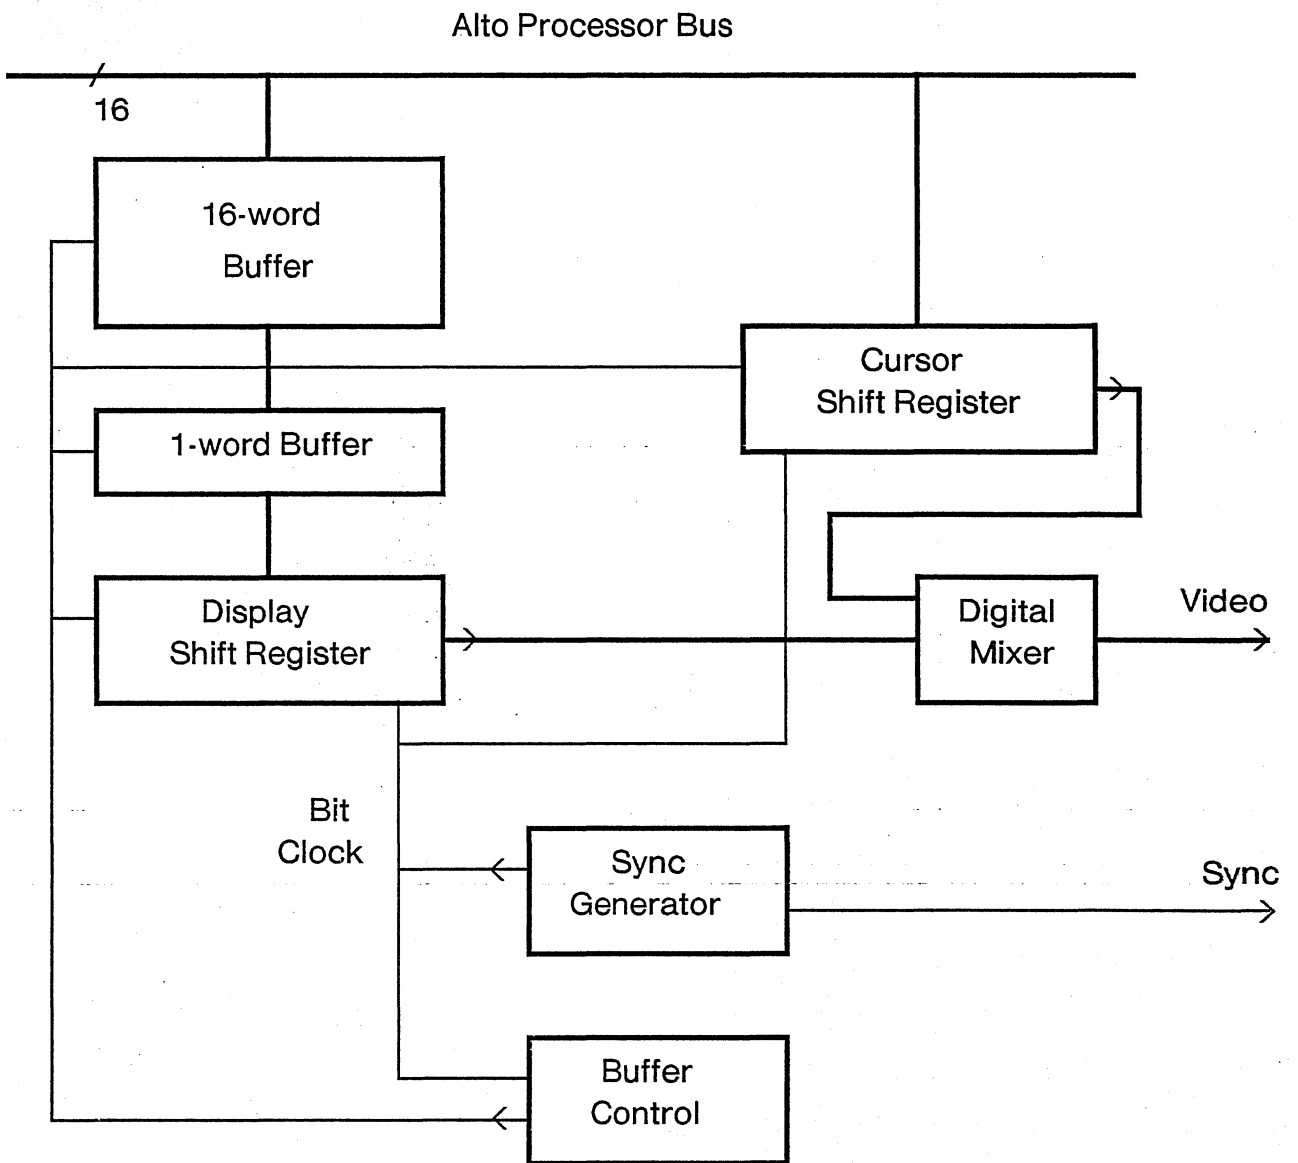 Alto Processor Bus
16
16-word
Buffer
Cursor
Shift Register
1-word Buffer
Display
Shift Register
Digital
Mixer
Video
Bit
Clock
Sync
Generator
Sync
Buffer
Control